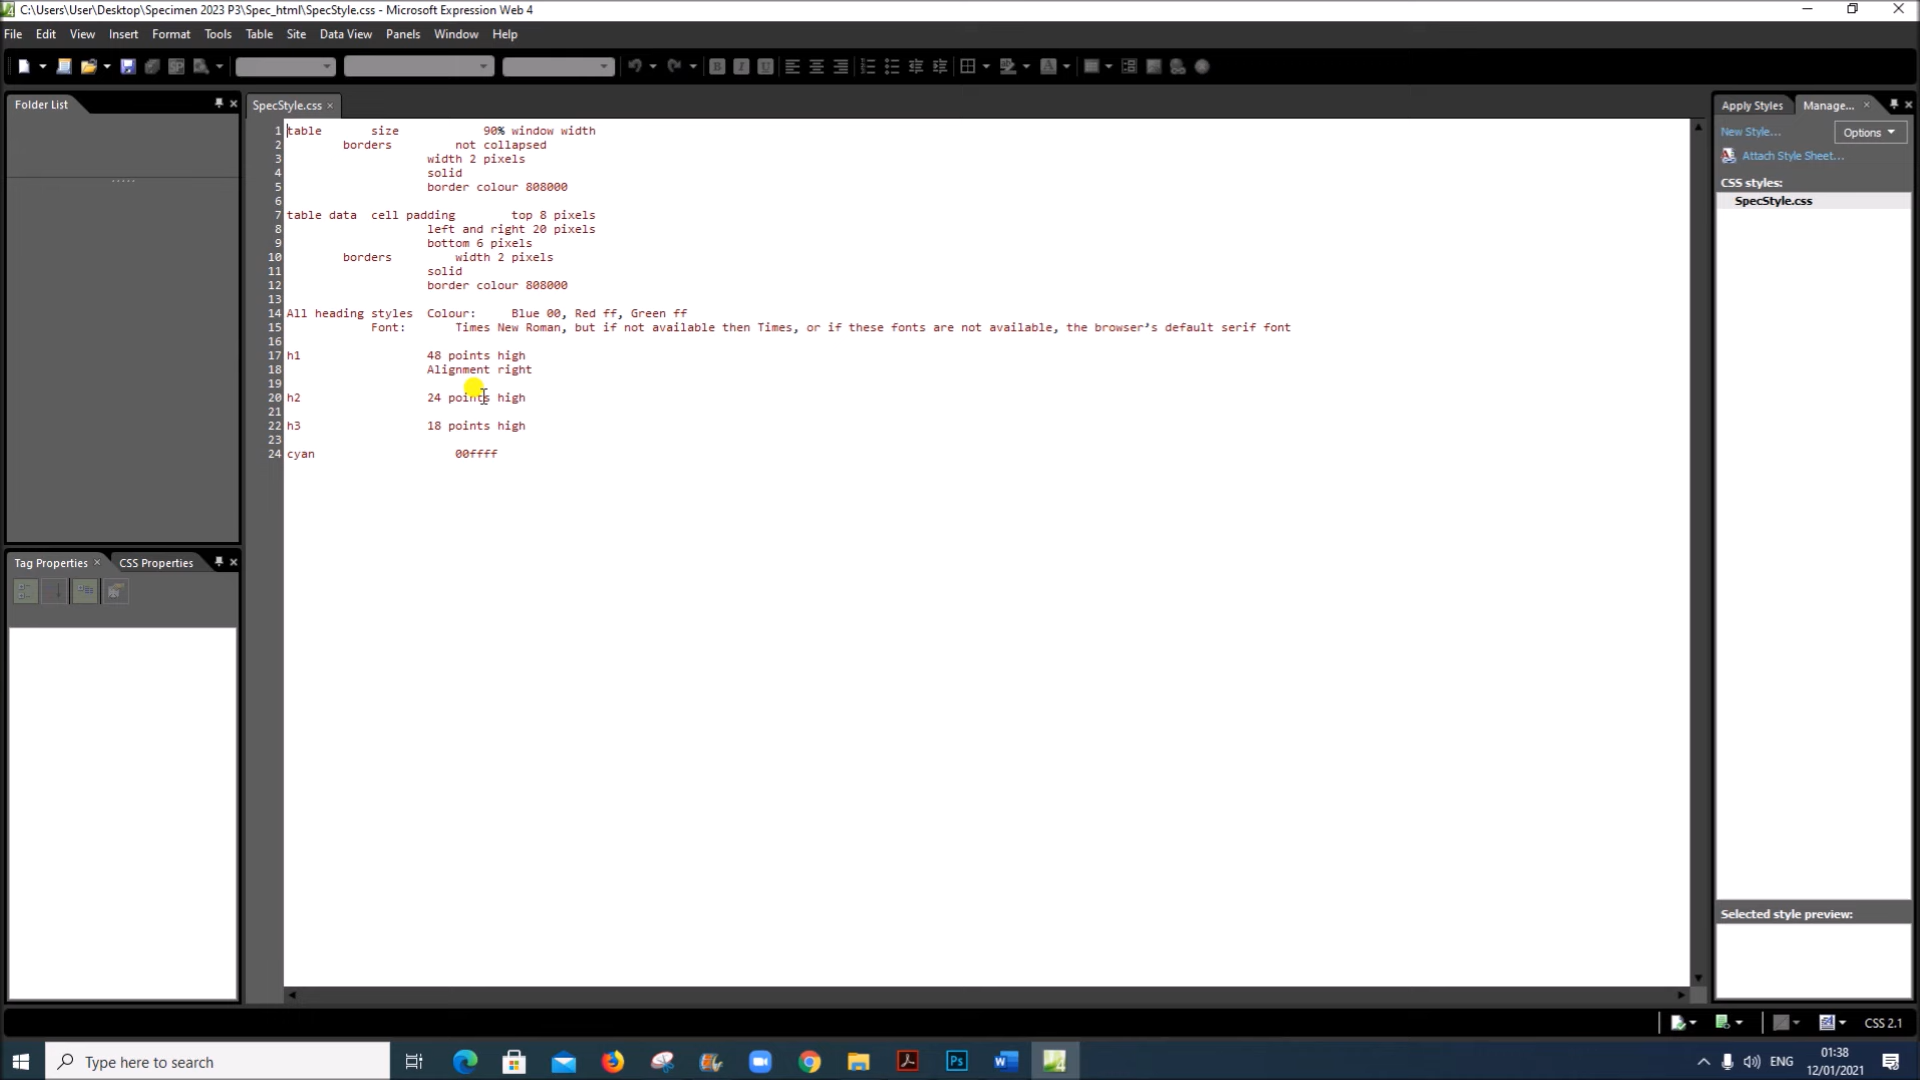 C:\Users\User\Desktop\Specimen 2023 P3\Spec_html\SpecStyle.css - Microsoft Expression Web 4
File Edit View Insert Format Tools Table Site Data View Panels Window Help
Folder List
SpecStyle.css ×
Apply Styles Manage... ×
New Style... Options
Attach Style Sheet...
CSS styles:
SpecStyle.css
1 table size 90% window width
2 borders not collapsed
3 width 2 pixels
4 solid
5 border colour 808000
6
7 table data cell padding top 8 pixels
8 left and right 20 pixels
9 bottom 6 pixels
10 borders width 2 pixels
11 solid
12 border colour 808000
13
14 All heading styles Colour: Blue 00, Red ff, Green ff
15 Font: Times New Roman, but if not available then Times, or if these fonts are not available, the browser’s default serif font
16
17 h1 48 points high
18 Alignment right
19
20 h2 24 points high
21
22 h3 18 points high
23
24 cyan 00ffff
Tag Properties × CSS Properties
Selected style preview:
CSS 2.1
Type here to search
ENG
01:38
12/01/2021